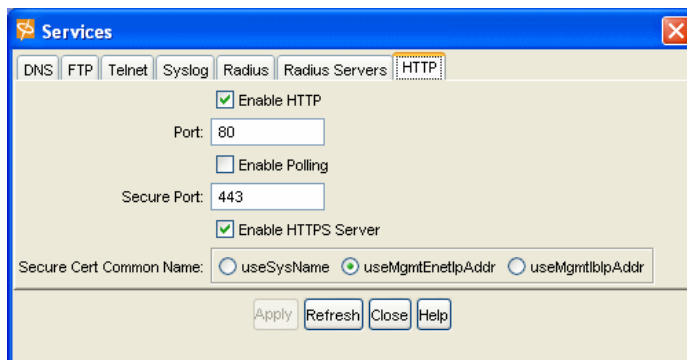 Services
DNS FTP Telnet Syslog Radius Radius Servers HTTP
Enable HTTP
Port: 80
Enable Polling
Secure Port: 443
Enable HTTPS Server
Secure Cert Common Name: useSysName useMgmtEnetIpAddr useMgmtIbIpAddr
Apply Refresh Close Help